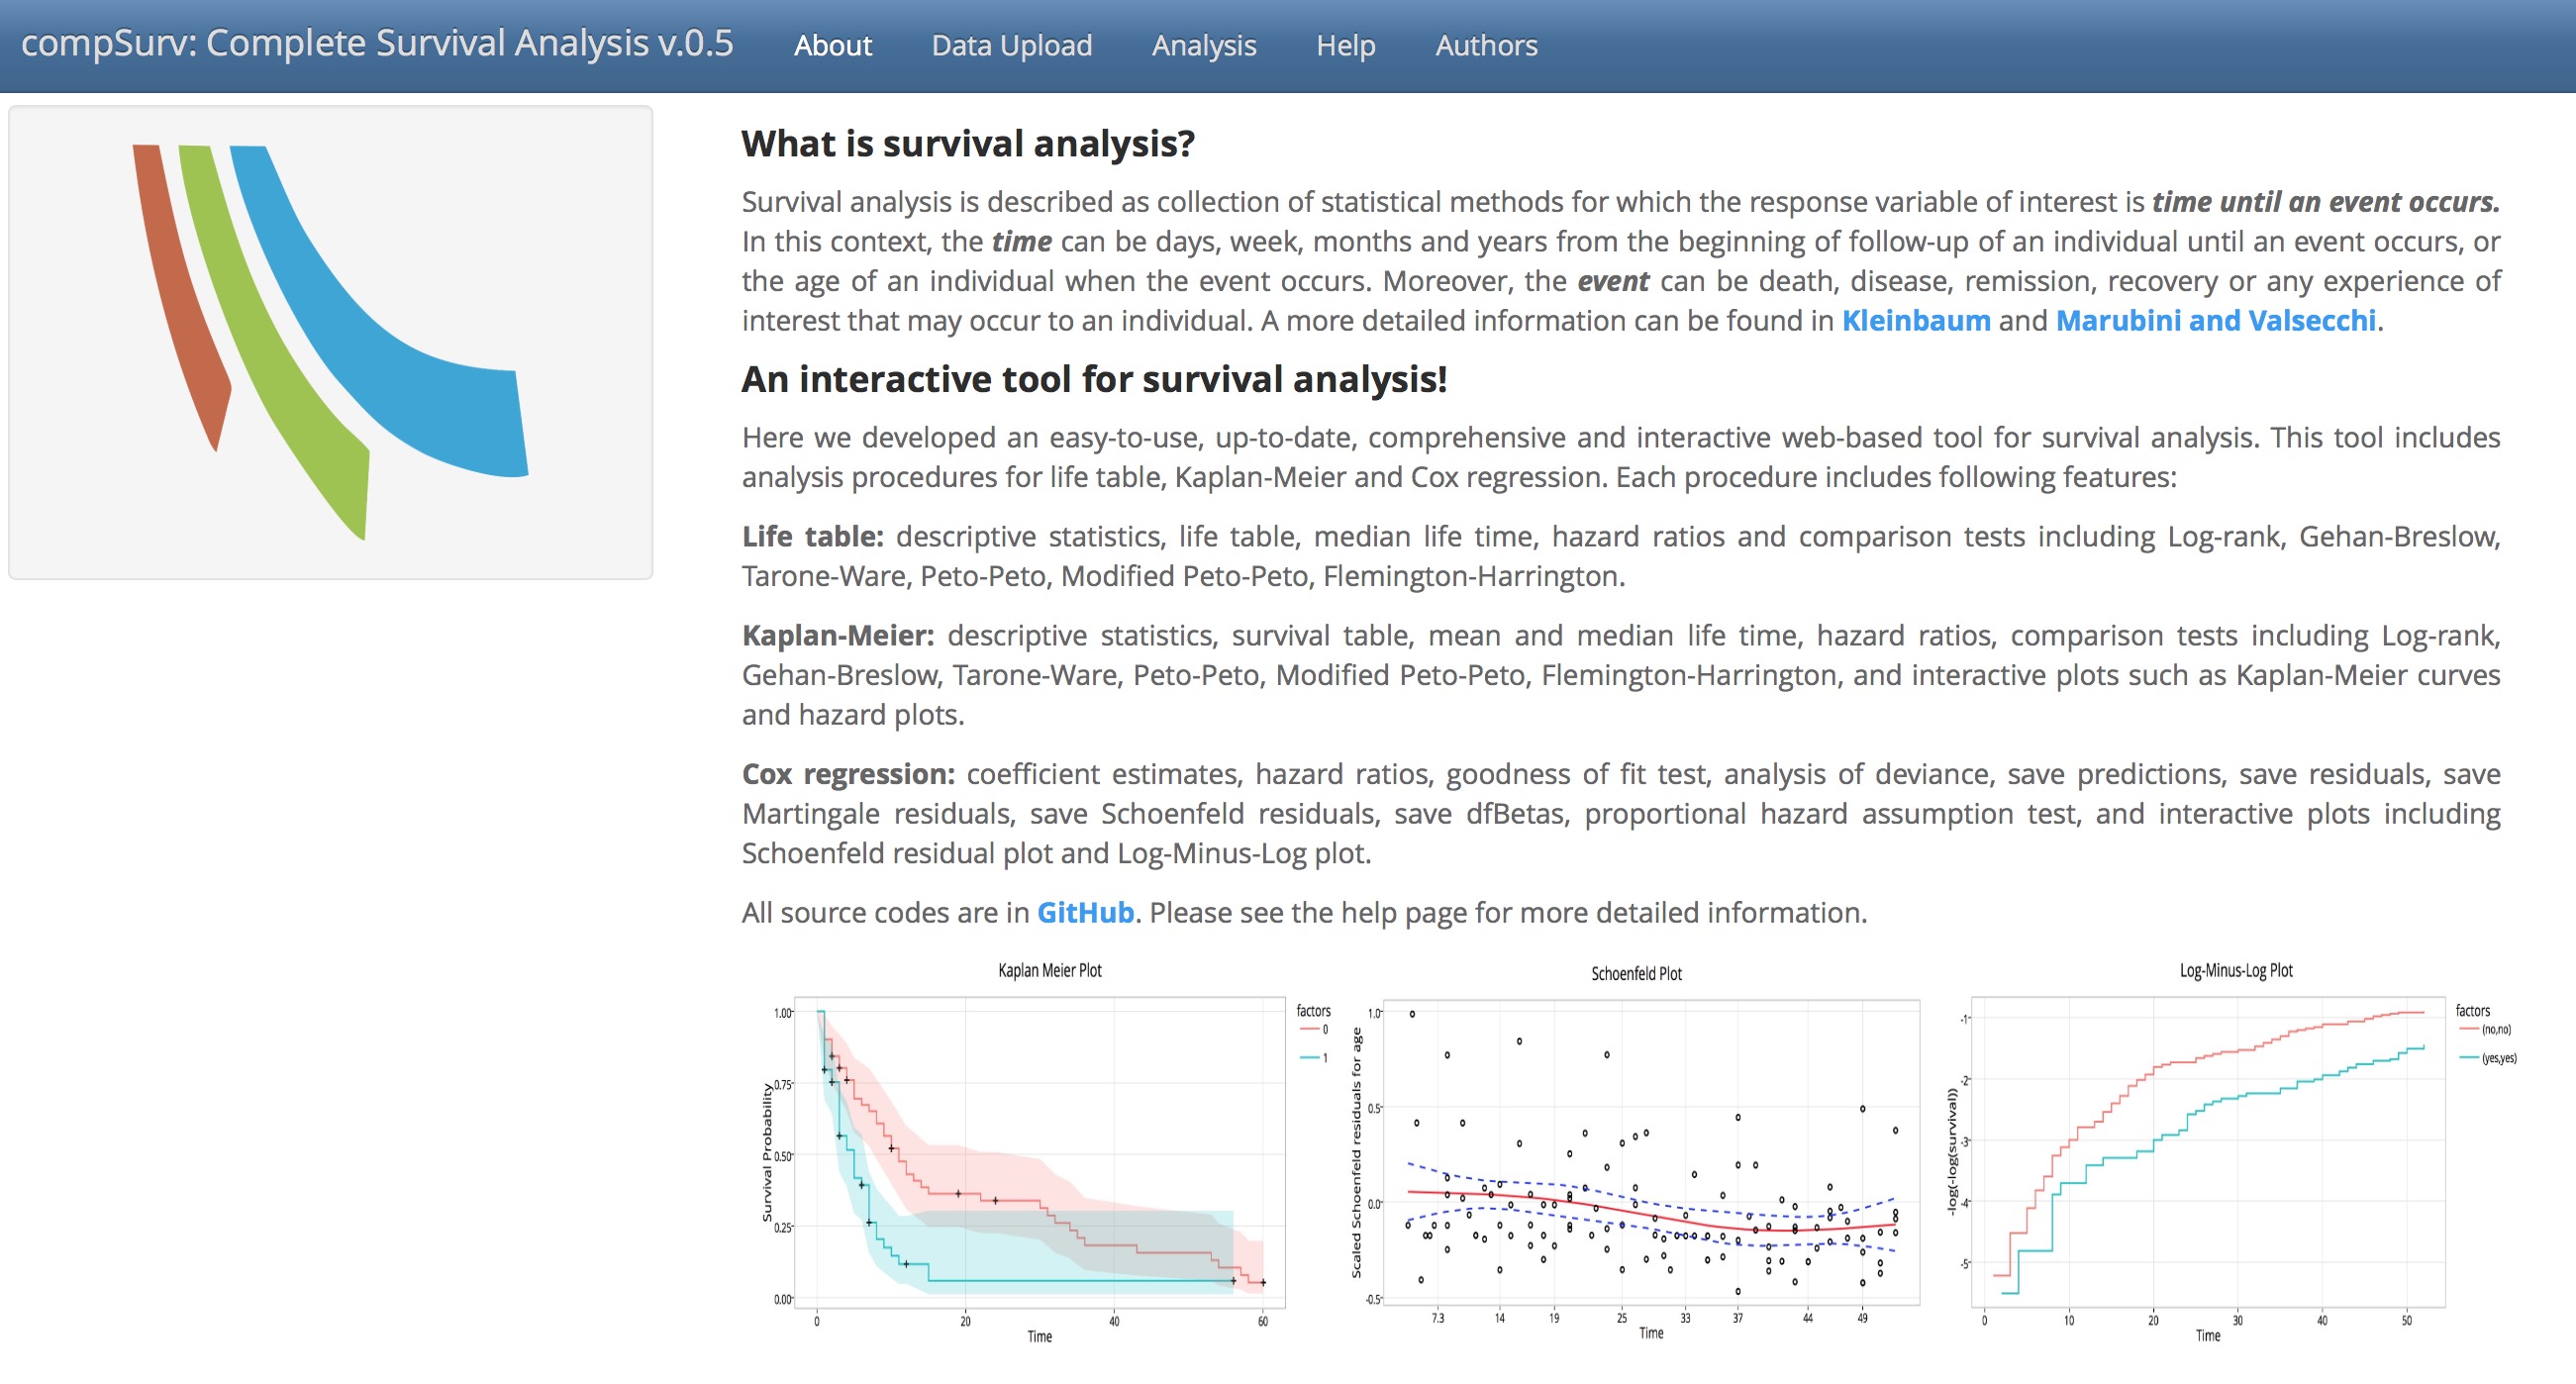 compSurv: Complete Survival Analysis v.0.5 About Data Upload Analysis Help Authors
What is survival analysis?
Survival analysis is described as collection of statistical methods for which the response variable of interest is time until an event occurs.
In this context, the time can be days, week, months and years from the beginning of follow-up of an individual until an event occurs, or
the age of an individual when the event occurs. Moreover, the event can be death, disease, remission, recovery or any experience of
interest that may occur to an individual. A more detailed information can be found in Kleinbaum and Marubini and Valsecchi.
An interactive tool for survival analysis!
Here we developed an easy-to-use, up-to-date, comprehensive and interactive web-based tool for survival analysis. This tool includes
analysis procedures for life table, Kaplan-Meier and Cox regression. Each procedure includes following features:
Life table: descriptive statistics, life table, median life time, hazard ratios and comparison tests including Log-rank, Gehan-Breslow,
Tarone-Ware, Peto-Peto, Modified Peto-Peto, Flemington-Harrington.
Kaplan-Meier: descriptive statistics, survival table, mean and median life time, hazard ratios, comparison tests including Log-rank,
Gehan-Breslow, Tarone-Ware, Peto-Peto, Modified Peto-Peto, Flemington-Harrington, and interactive plots such as Kaplan-Meier curves
and hazard plots.
Cox regression: coefficient estimates, hazard ratios, goodness of fit test, analysis of deviance, save predictions, save residuals, save
Martingale residuals, save Schoenfeld residuals, save dfBetas, proportional hazard assumption test, and interactive plots including
Schoenfeld residual plot and Log-Minus-Log plot.
All source codes are in GitHub. Please see the help page for more detailed information.
Kaplan Meier Plot
Survival Probability
1.00
0.75
0.50
0.25
0.00
0 20 40 60
Time
factors
0
1
Schoenfeld Plot
Scaled Schoenfeld residuals for age
1.0
0.5
0.0
-0.5
7.3 14 19 25 33 37 44 49
Time
Log-Minus-Log Plot
-log(-log(survival))
-1
-2
-3
-4
-5
0 10 20 30 40 50
Time
factors
(no,no)
(yes,yes)